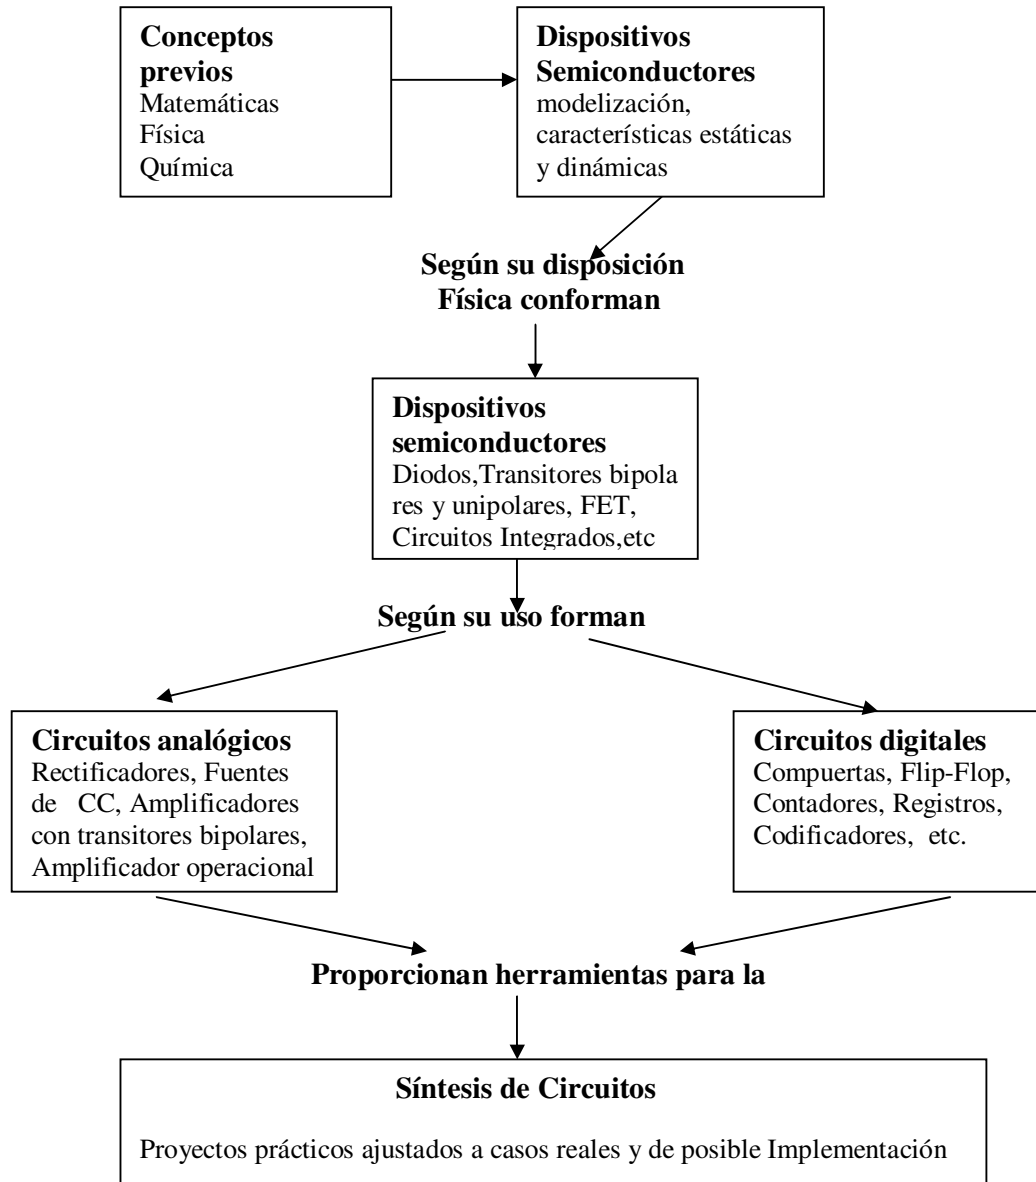 Conceptos
previos
Matemáticas
Física
Química
Dispositivos
Semiconductores
modelización,
característísticas estáticas
y dinámicas
Según su disposición
Física conforman
Dispositivos
semiconductores
Diodos,Transitores bipola
res y unipolares, FET,
Circuitos Integrados,etc
Según su uso forman
Circuitos analógicos
Rectificadores, Fuentes
de CC, Amplificadores
con transitores bipolares,
Amplificador operacional
Circuitos digitales
Compuertas, Flip-Flop,
Contadores, Registros,
Codificadores, etc.
Proporcionan herramientas para la
Síntesis de Circuitos
Proyectos prácticos ajustados a casos reales y de posible Implementación